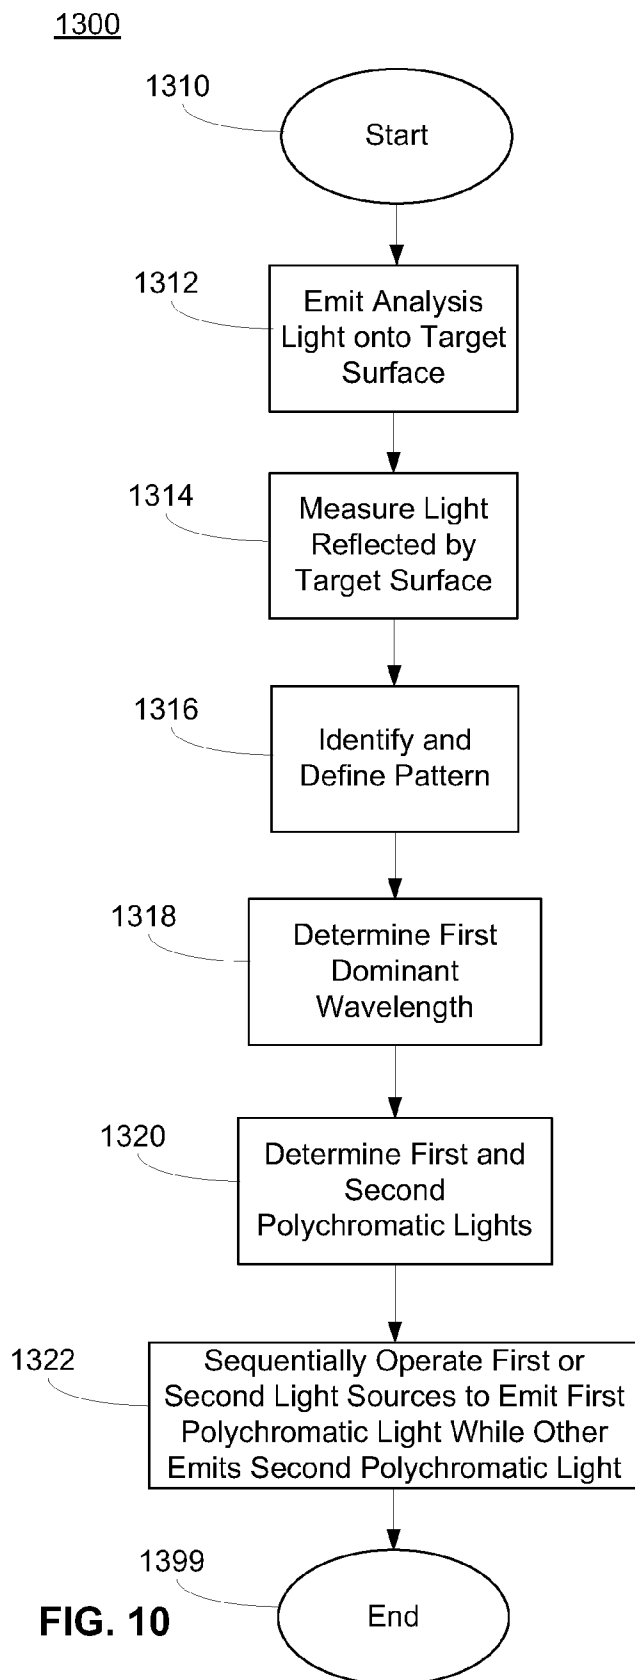 1300
1310
Start
1312
Emit Analysis
Light onto Target
Surface
1314
Measure Light
Reflected by
Target Surface
1316
Identify and
Define Pattern
1318
Determine First
Dominant
Wavelength
1320
Determine First and
Second
Polychromatic Lights
1322
Sequentially Operate First or
Second Light Sources to Emit First
Polychromatic Light While Other
Emits Second Polychromatic Light
1399
End
FIG. 10